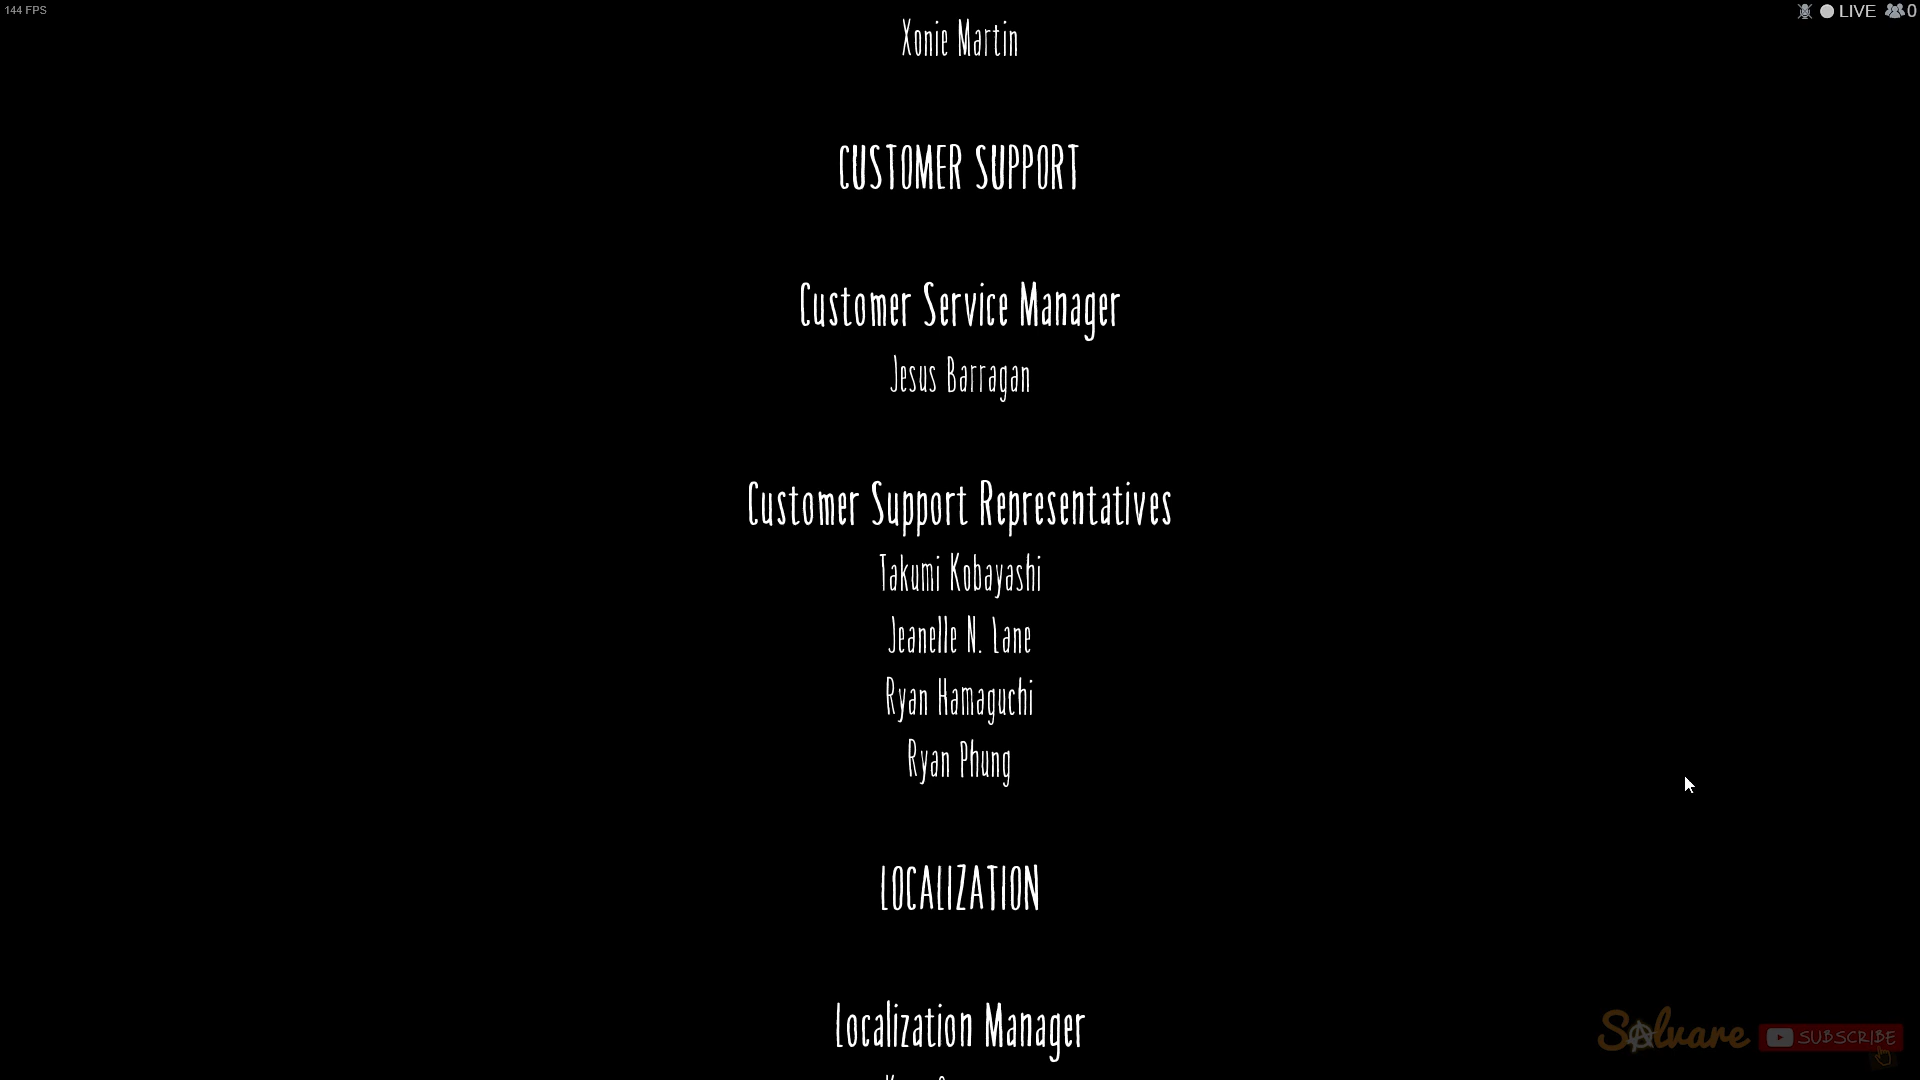 144 FPS
LIVE 0
Xonie Martin
CUSTOMER SUPPORT
Customer Service Manager
Jesus Barragan
Customer Support Representatives
Takumi Kobayashi
Jeanelle N. Lane
Ryan Hamaguchi
Ryan Phung
LOCALIZATION
Localization Manager
Salvare SUBSCRIBE